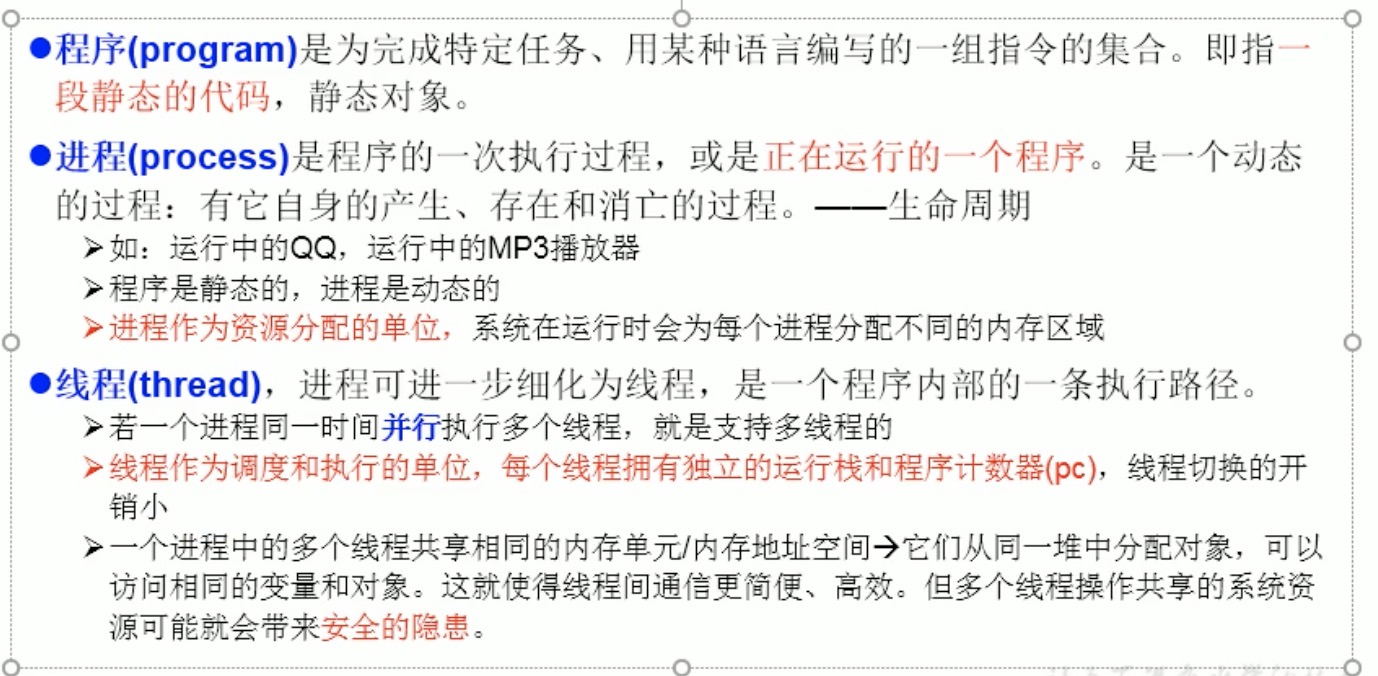 ●程序(program)是为完成特定任务、用某种语言编写的一组指令的集合。即指一
段静态的代码，静态对象。
●进程(process)是程序的一次执行过程，或是正在运行的一个程序。是一个动态
的过程：有它自身的产生、存在和消亡的过程。——生命周期
➢如：运行中的QQ，运行中的MP3播放器
➢程序是静态的，进程是动态的
➢进程作为资源分配的单位，系统在运行时会为每个进程分配不同的内存区域
●线程(thread)，进程可进一步细化为线程，是一个程序内部的一条执行路径。
➢若一个进程同一时间并行执行多个线程，就是支持多线程的
➢线程作为调度和执行的单位，每个线程拥有独立的运行栈和程序计数器(pc)，线程切换的开
销小
➢一个进程中的多个线程共享相同的内存单元/内存地址空间→它们从同一堆中分配对象，可以
访问相同的变量和对象。这就使得线程间通信更简便、高效。但多个线程操作共享的系统资
源可能就会带来安全的隐患。